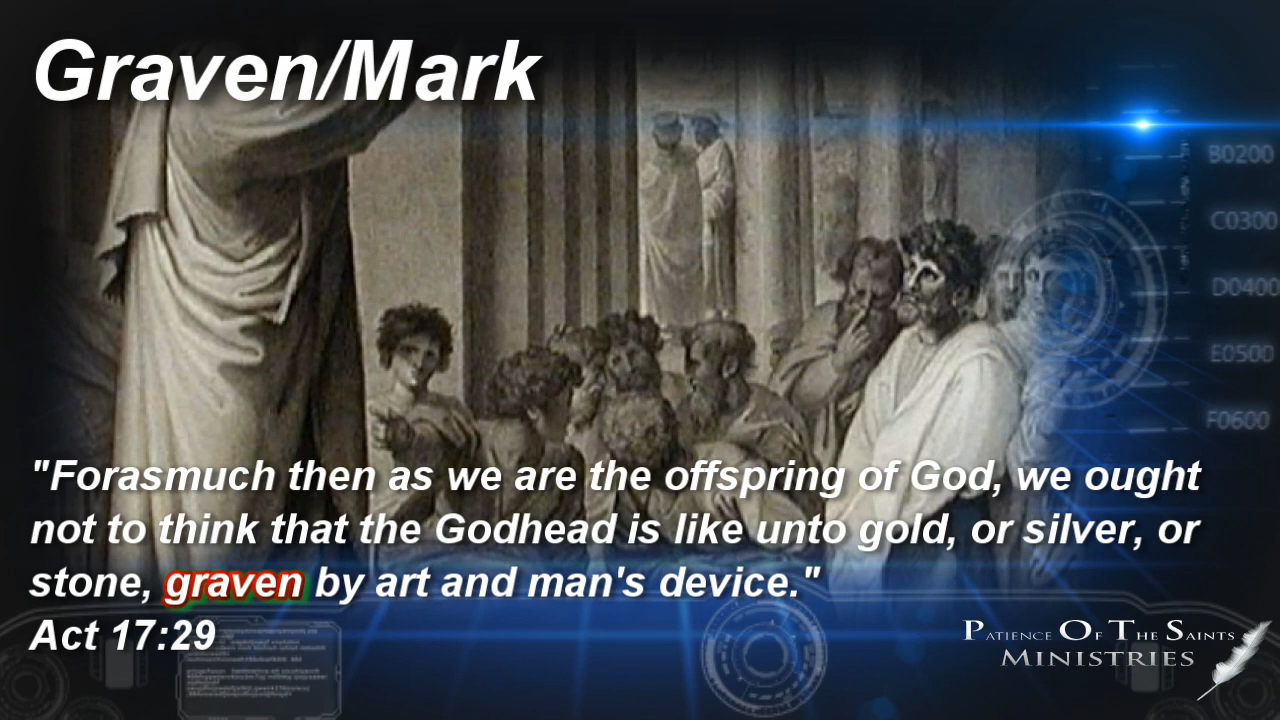 Graven/Mark
B0200
C0300
D0400
E0500
F0600
"Forasmuch then as we are the offspring of God, we ought
not to think that the Godhead is like unto gold, or silver, or
stone, graven by art and man's device."
Act 17:29
Patience Of The Saints
Ministries